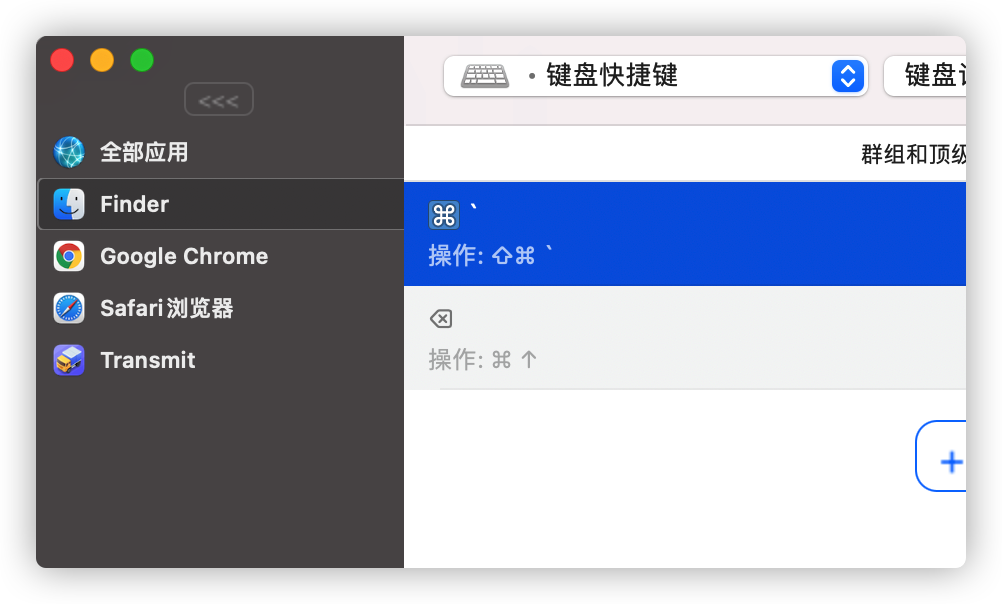 <<<
全部应用
Finder
Google Chrome
Safari浏览器
Transmit
• 键盘快捷键
键盘
群组和顶级
⌘ `
操作: ⇧⌘ `
⌫
操作: ⌘ ↑
+